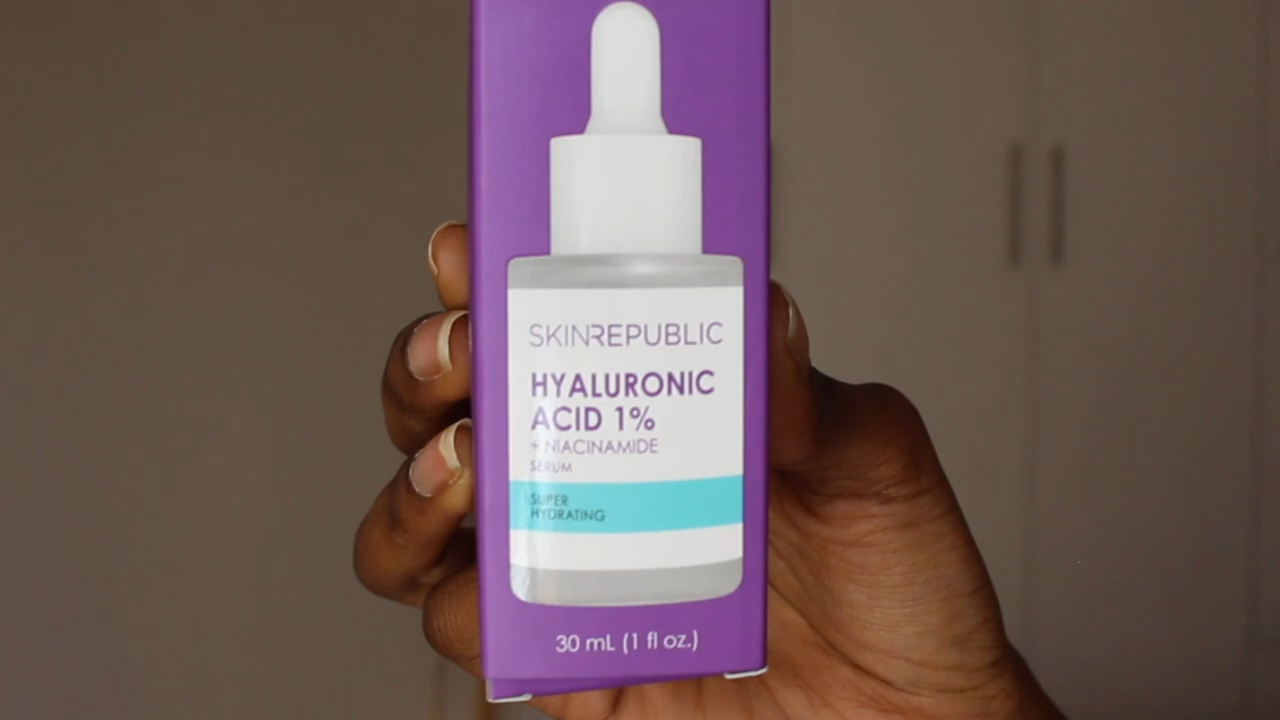 SKINREPUBLIC
HYALURONIC
ACID 1%
+ NIACINAMIDE
SERUM
SUPER
HYDRATING
30 mL (1 fl oz.)